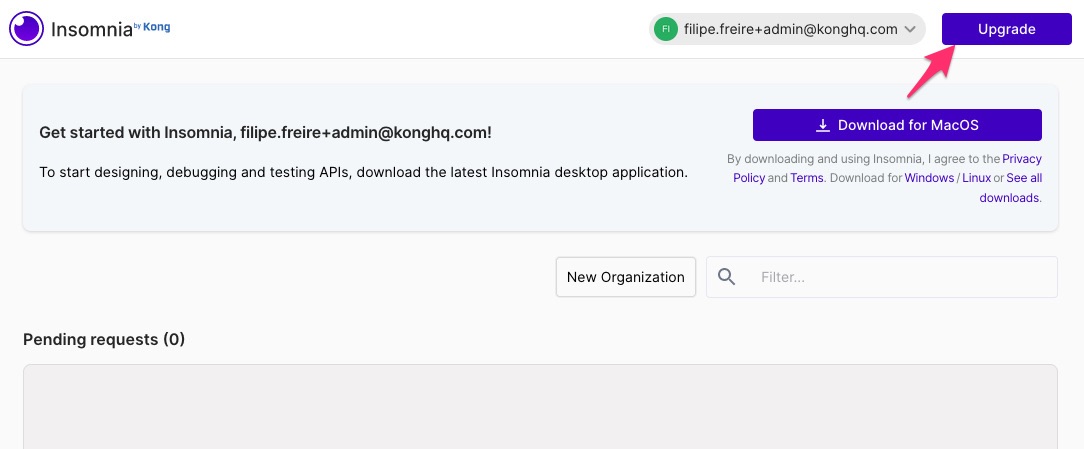 Insomnia by Kong
FI filipe.freire+admin@konghq.com
Upgrade
Get started with Insomnia, filipe.freire+admin@konghq.com!
To start designing, debugging and testing APIs, download the latest Insomnia desktop application.
Download for MacOS
By downloading and using Insomnia, I agree to the Privacy
Policy and Terms. Download for Windows / Linux or See all
downloads.
New Organization
Filter...
Pending requests (0)